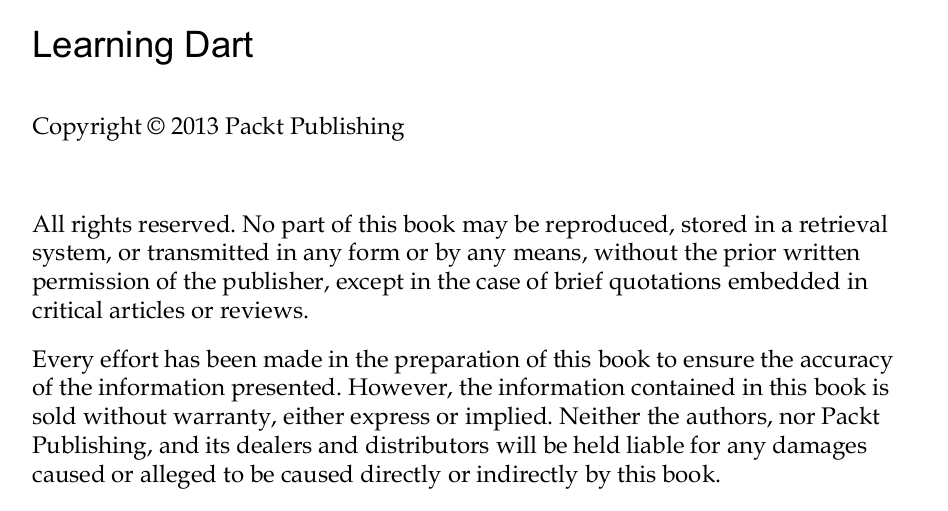 Learning Dart
Copyright © 2013 Packt Publishing
All rights reserved. No part of this book may be reproduced, stored in a retrieval
system, or transmitted in any form or by any means, without the prior written
permission of the publisher, except in the case of brief quotations embedded in
critical articles or reviews.
Every effort has been made in the preparation of this book to ensure the accuracy
of the information presented. However, the information contained in this book is
sold without warranty, either express or implied. Neither the authors, nor Packt
Publishing, and its dealers and distributors will be held liable for any damages
caused or alleged to be caused directly or indirectly by this book.